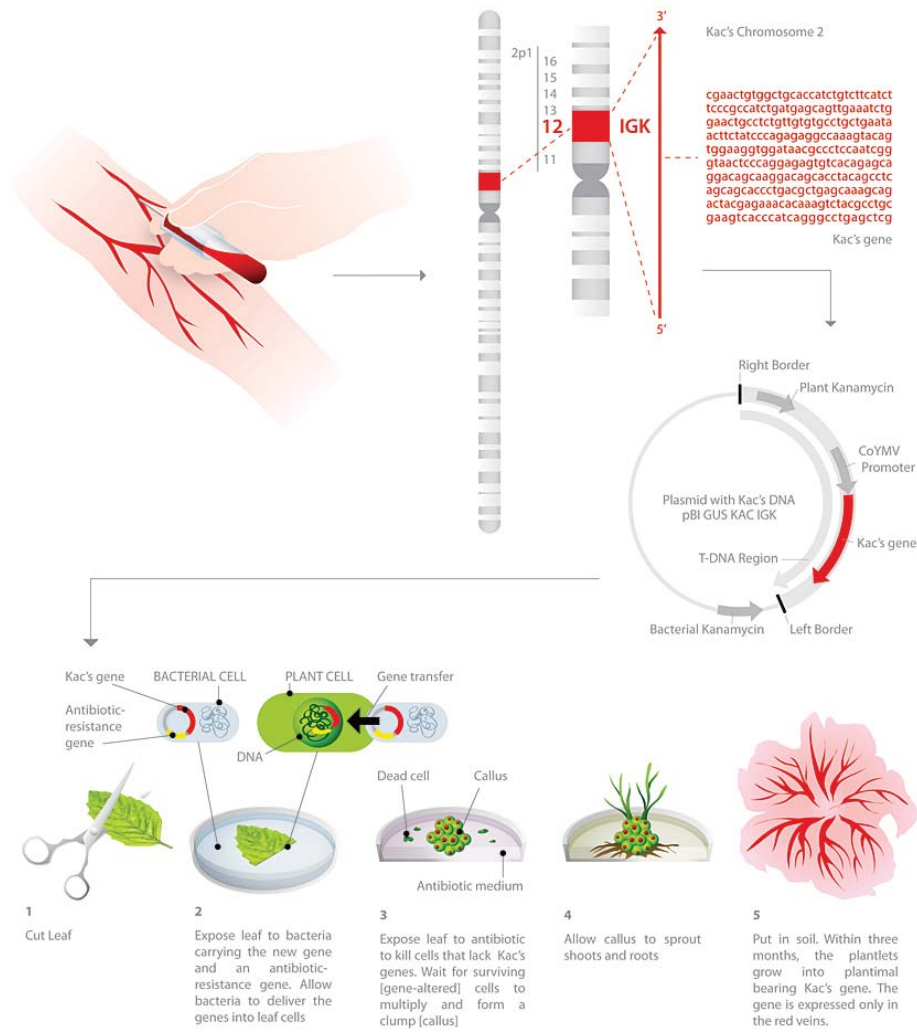 3'
Kac's Chromosome 2
2p1
16
15
14
13
12
IGK
11
cgaactgtggctgcaccatctgtcttcatct
tcccgccatctgatgagcagttgaaatctg
gaactgcctctgttgtgtgcctgctgaata
acttctatcccagagaggccaaagtacag
tggaaggtggataacgccctccaatcggg
gtaactcccaggagagtgtcacagagca
ggacagcaaggacagcacctacagcctc
agcagcaccctgacgctgagcaaagcag
actacgagaaacacaaagtctacgcctgc
gaagtcacccatcagggcctgagctcg
Kac's gene
5'
Right Border
Plant Kanamycin
CoYMV
Promoter
Plasmid with Kac's DNA
pBI GUS KAC IGK
Kac's gene
T-DNA Region
Bacterial Kanamycin
Left Border
Kac's gene
BACTERIAL CELL
PLANT CELL
Gene transfer
Antibiotic-
resistance
gene
DNA
Dead cell
Callus
Antibiotic medium
1
Cut Leaf
2
Expose leaf to bacteria
carrying the new gene
and an antibiotic-
resistance gene. Allow
bacteria to deliver the
genes into leaf cells
3
Expose leaf to antibiotic
to kill cells that lack Kac's
genes. Wait for surviving
[gene-altered] cells to
multiply and form a
clump [callus]
4
Allow callus to sprout
shoots and roots
5
Put in soil. Within three
months, the plantlets
grow into plantimal
bearing Kac's gene. The
gene is expressed only in
the red veins.